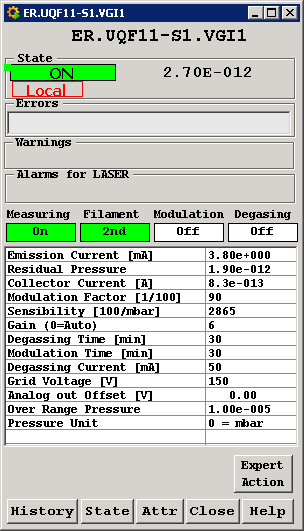 ER.UQF11-S1.VGI1
ER.UQF11-S1.VGI1
State
ON 2.70E-012
Local
Errors
Warnings
Alarms for LASER
Measuring Filament Modulation Degasing
On 2nd Off Off
Emission Current [mA] 3.80e+000
Residual Pressure 1.90e-012
Collector Current [A] 8.3e-013
Modulation Factor [1/100] 90
Sensibility [100/mbar] 2865
Gain (0=Auto) 6
Degassing Time [min] 30
Modulation Time [min] 30
Degassing Current [mA] 50
Grid Voltage [V] 150
Analog out Offset [V] 0.00
Over Range Pressure 1.00e-005
Pressure Unit 0 = mbar
Expert
Action
History State Attr Close Help